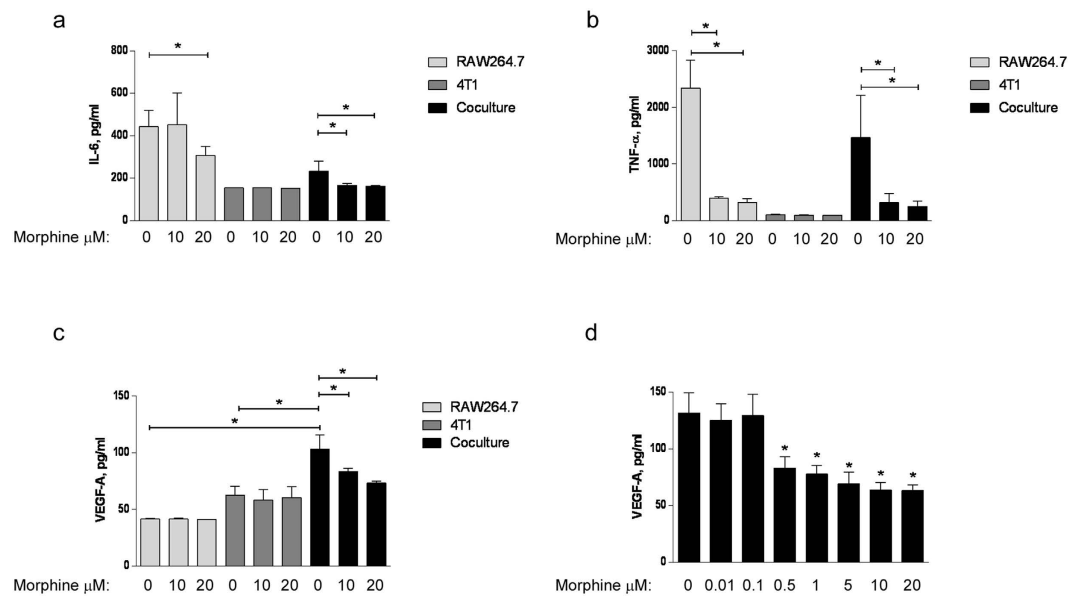 a
IL-6, pg/ml
800
600
400
200
0
*
*
*
RAW264.7
4T1
Coculture
Morphine μM: 0 10 20 0 10 20 0 10 20
b
TNF-α, pg/ml
3000
2000
1000
0
*
*
*
*
RAW264.7
4T1
Coculture
Morphine μM: 0 10 20 0 10 20 0 10 20
c
VEGF-A, pg/ml
150
100
50
0
*
*
*
*
RAW264.7
4T1
Coculture
Morphine μM: 0 10 20 0 10 20 0 10 20
d
VEGF-A, pg/ml
150
100
50
0
* * * * *
Morphine μM: 0 0.01 0.1 0.5 1 5 10 20